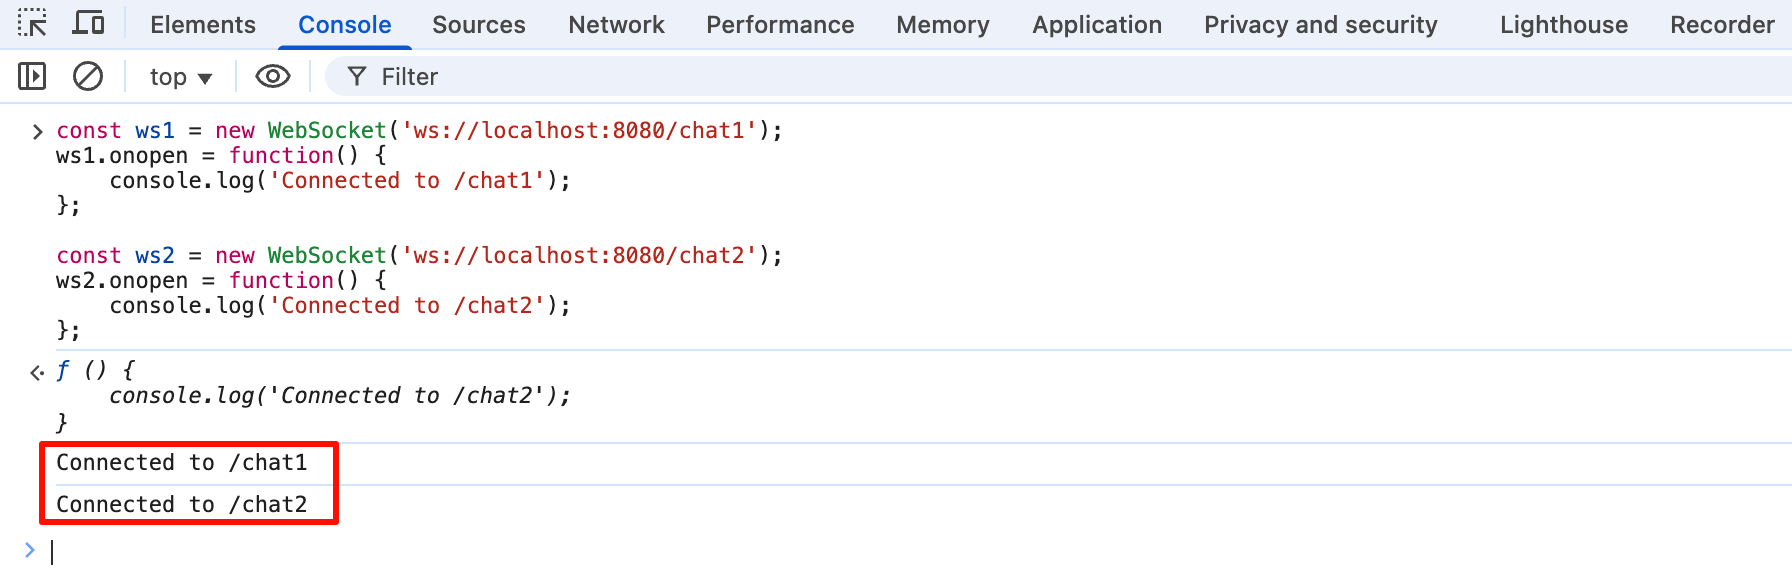 Elements Console Sources Network Performance Memory Application Privacy and security Lighthouse Recorder
top Filter
const ws1 = new WebSocket('ws://localhost:8080/chat1');
ws1.onopen = function() {
    console.log('Connected to /chat1');
};
const ws2 = new WebSocket('ws://localhost:8080/chat2');
ws2.onopen = function() {
    console.log('Connected to /chat2');
};
f () {
    console.log('Connected to /chat2');
}
Connected to /chat1
Connected to /chat2